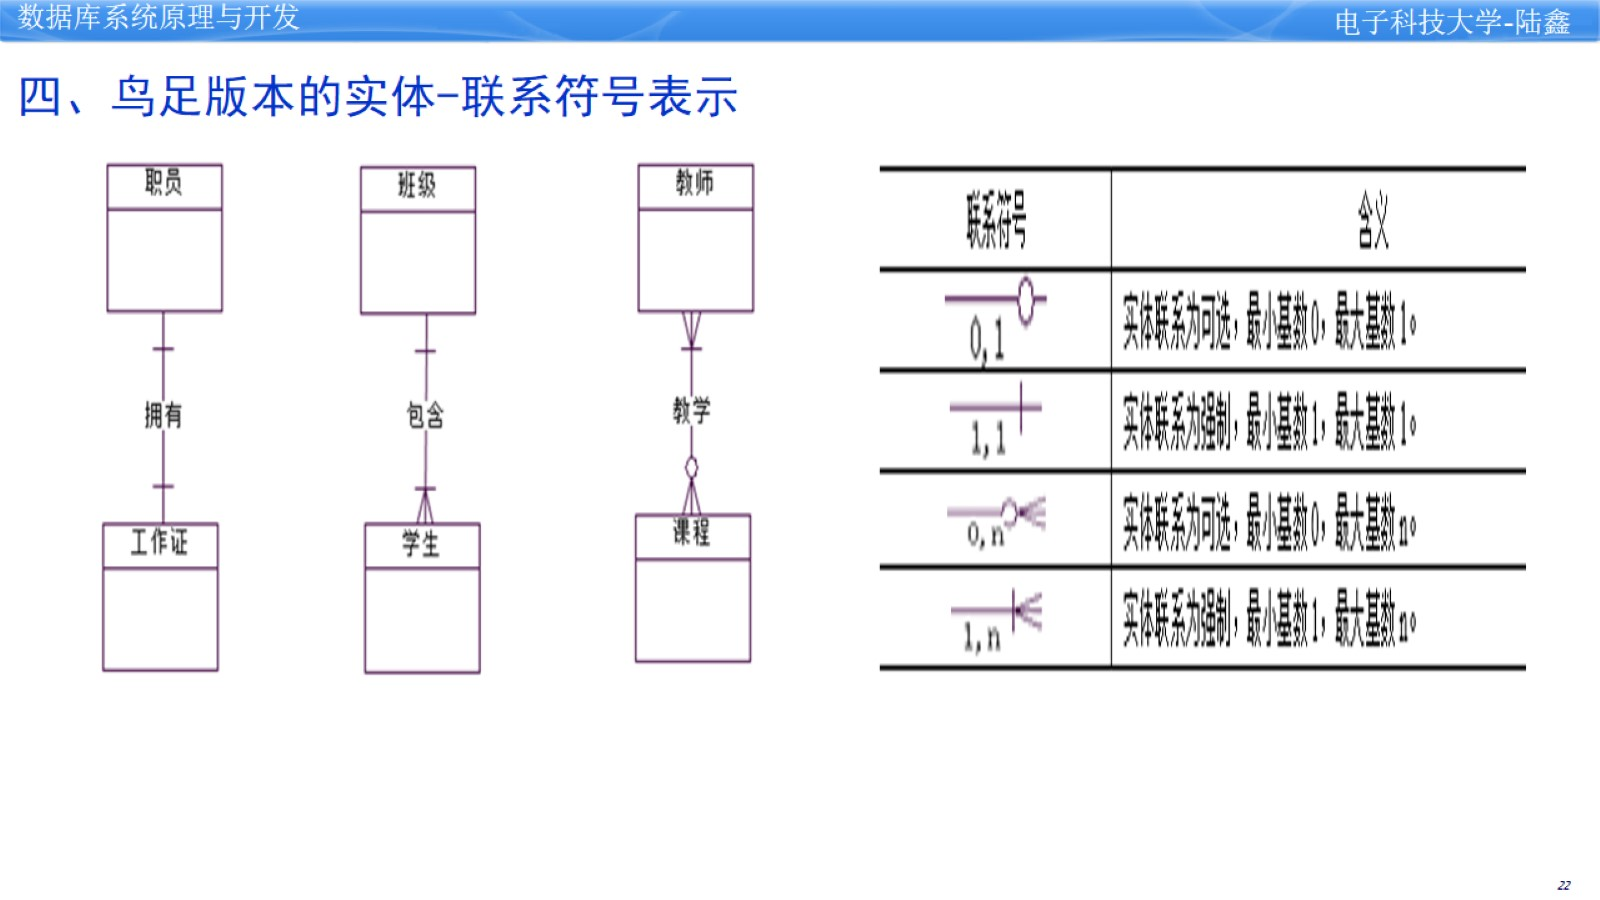 数据库系统原理与开发
电子科技大学-陆鑫
四、鸟足版本的实体-联系符号表示
职员
拥有
工作证
班级
包含
学生
教师
教学
课程
联系符号 含义
0,1 实体联系为可选，最小基数0，最大基数1。
1,1 实体联系为强制，最小基数1，最大基数1。
0,n 实体联系为可选，最小基数0，最大基数n。
1,n 实体联系为强制，最小基数1，最大基数n。
22